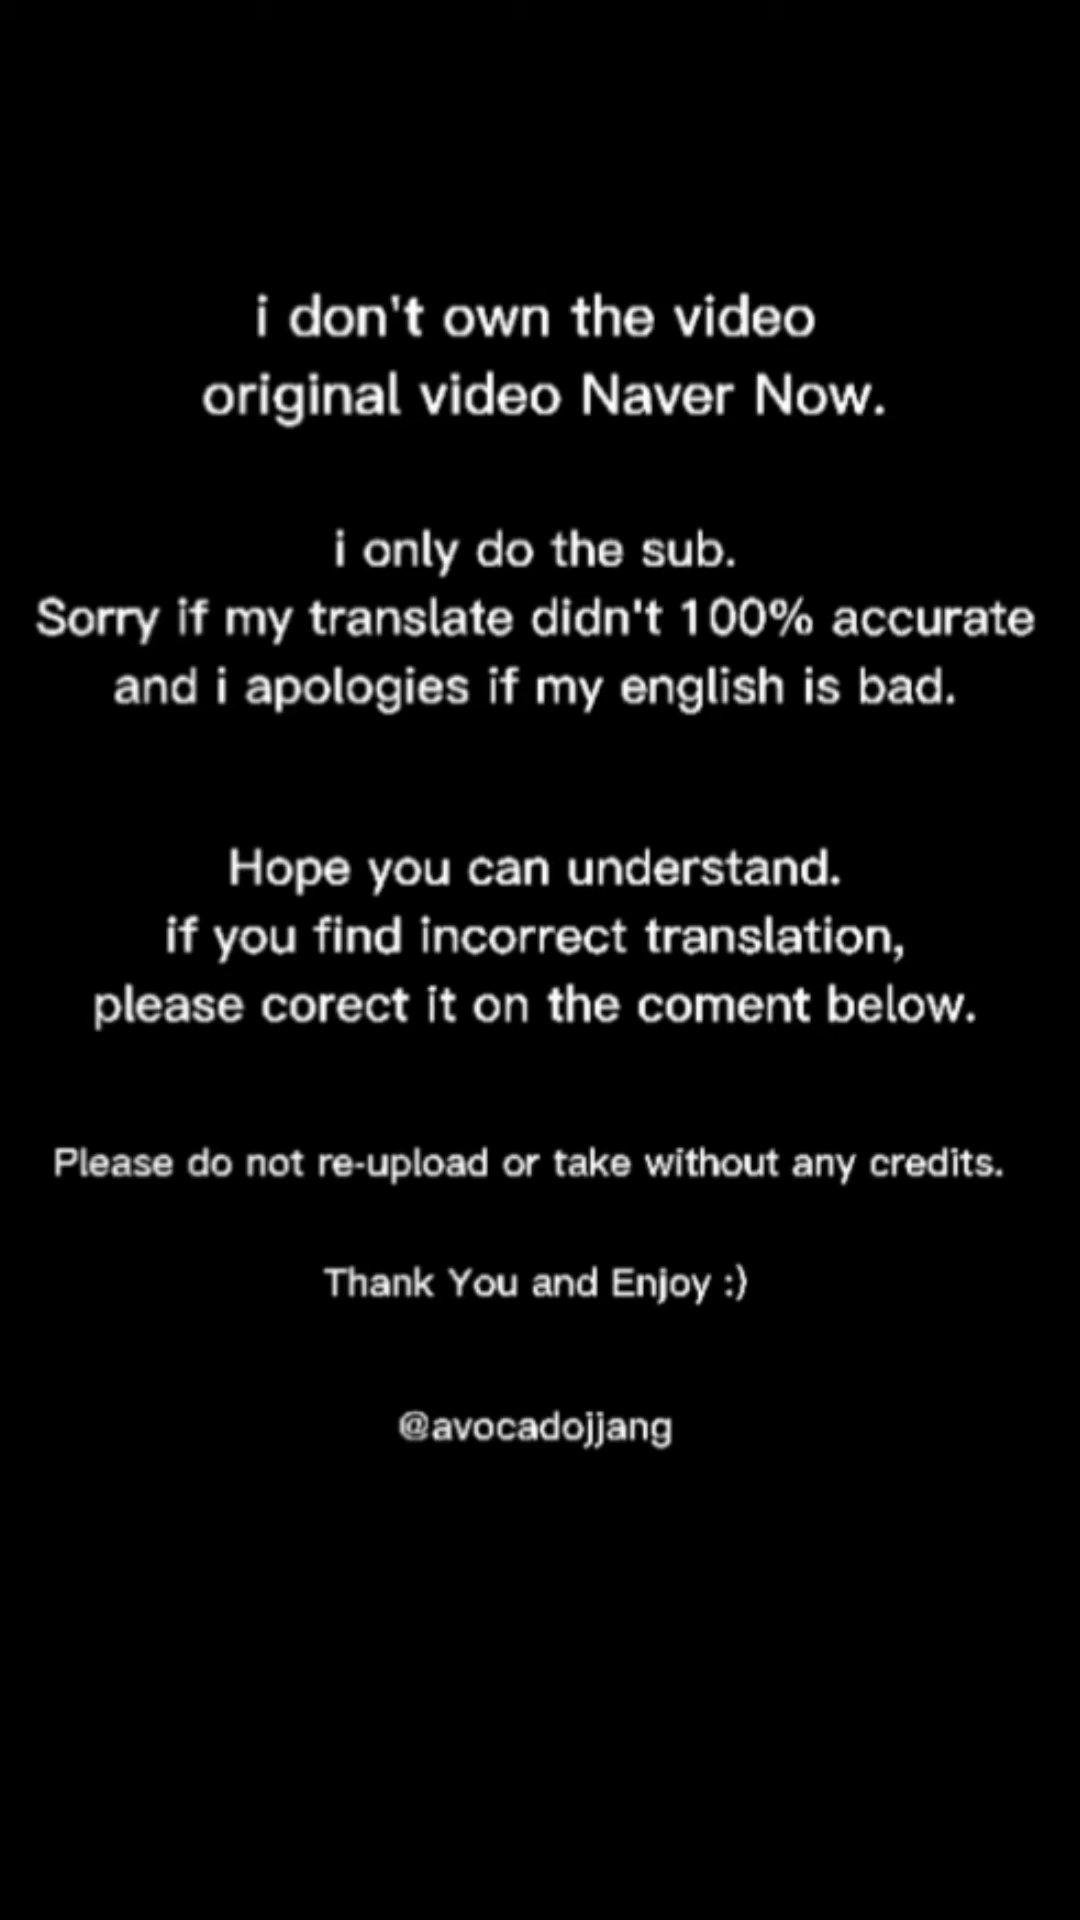 i don't own the video
original video Naver Now.
i only do the sub.
Sorry if my translate didn't 100% accurate
and i apologies if my english is bad.
Hope you can understand.
if you find incorrect translation,
please corect it on the coment below.
Please do not re-upload or take without any credits.
Thank You and Enjoy :)
@avocadojjang